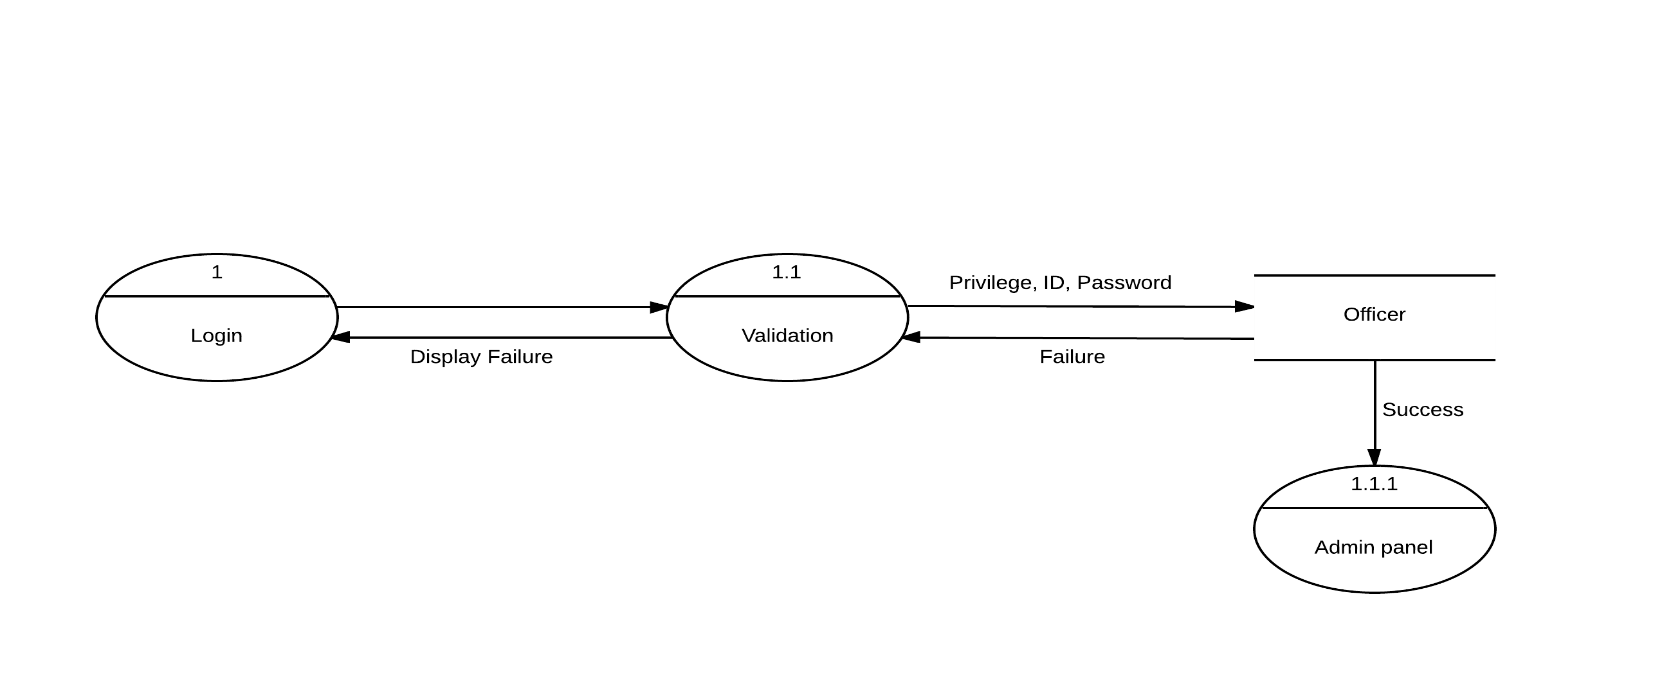 1
Login
Display Failure
1.1
Validation
Privilege, ID, Password
Failure
Officer
Success
1.1.1
Admin panel